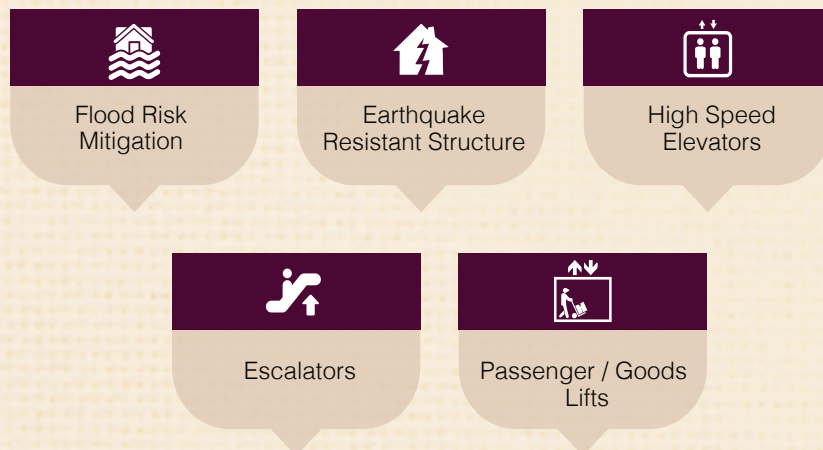 Flood Risk
Mitigation
Earthquake
Resistant Structure
High Speed
Elevators
Escalators
Passenger / Goods
Lifts